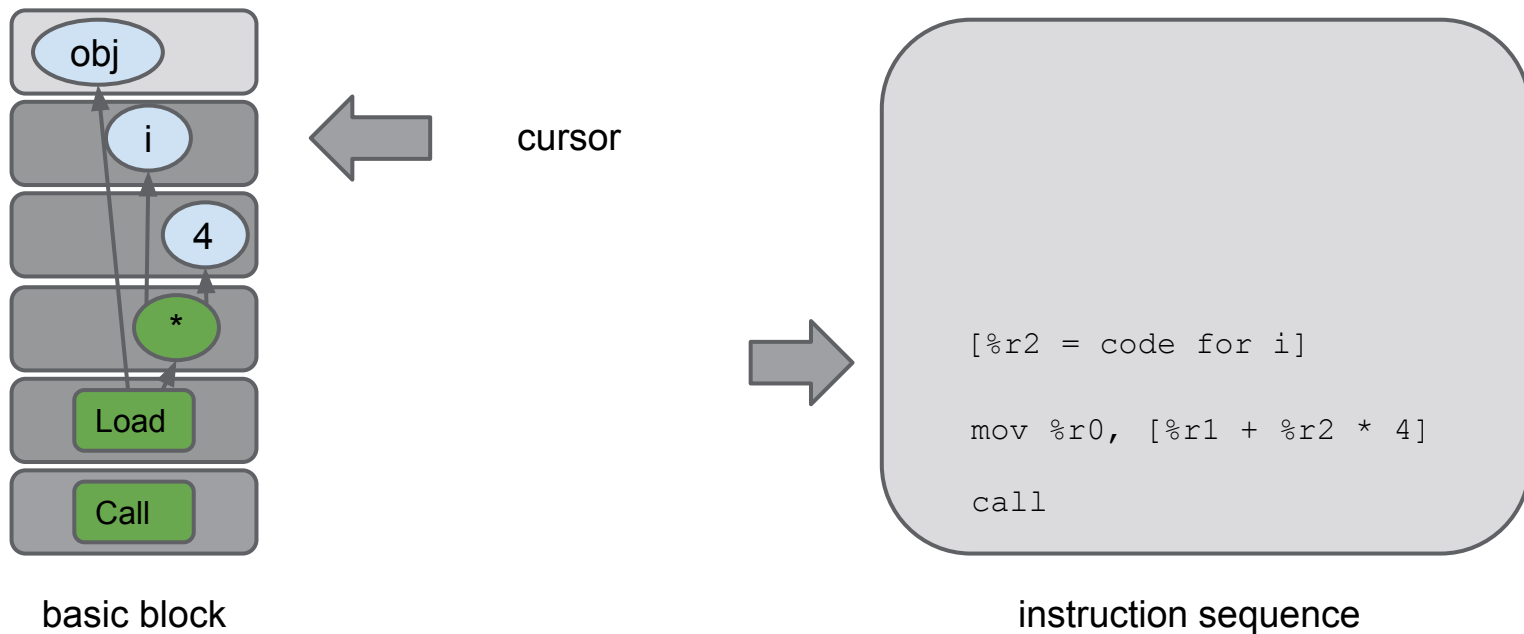 obj
i
cursor
4
*
[%r2 = code for i]
Load
mov %r0, [%r1 + %r2 * 4]
Call
call
basic block
instruction sequence